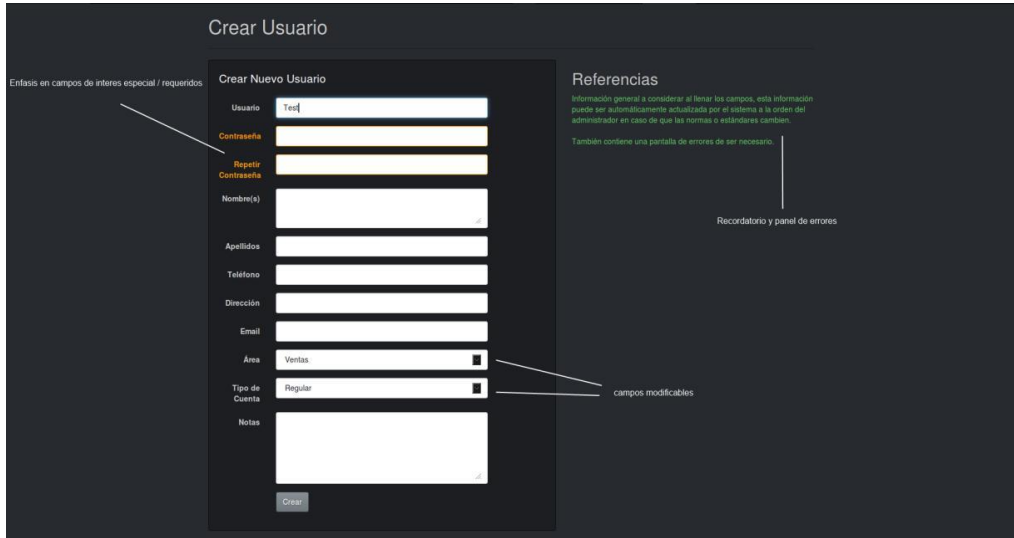 Crear Usuario
Enfasis en campos de interes especial / requeridos
Crear Nuevo Usuario
Usuario
Test
Contraseña
Repetir
Contraseña
Nombre(s)
Apellidos
Teléfono
Dirección
Email
Área
Ventas
Tipo de
Cuenta
Regular
Notas
Crear
Referencias
Información general a considerar al llenar los campos, esta información
puede ser automáticamente actualizada por el sistema a la orden del
administrador en caso de que las normas o estándares cambien.
También contiene una pantalla de errores de ser necesario.
Recordatorio y panel de errores
campos modificables